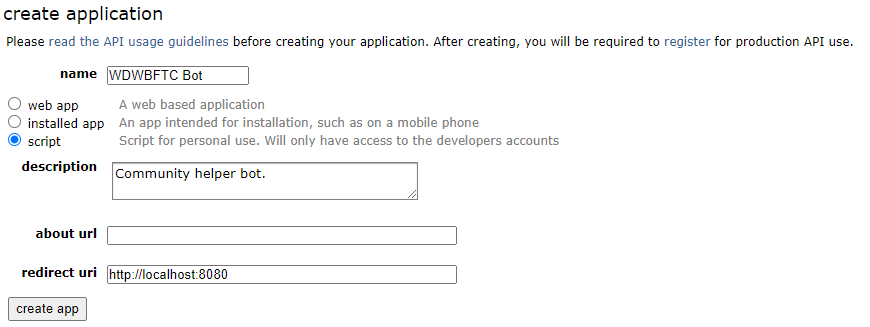 create application
Please read the API usage guidelines before creating your application. After creating, you will be required to register for production API use.
name WDWBFTC Bot
web app A web based application
installed app An app intended for installation, such as on a mobile phone
script Script for personal use. Will only have access to the developers accounts
description Community helper bot.
about url
redirect uri http://localhost:8080
create app